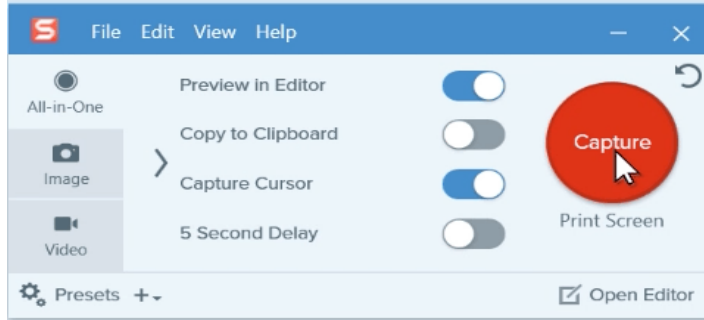 S File Edit View Help
All-in-One
Image
Video
Preview in Editor
Copy to Clipboard
Capture Cursor
5 Second Delay
Capture
Print Screen
Presets
Open Editor